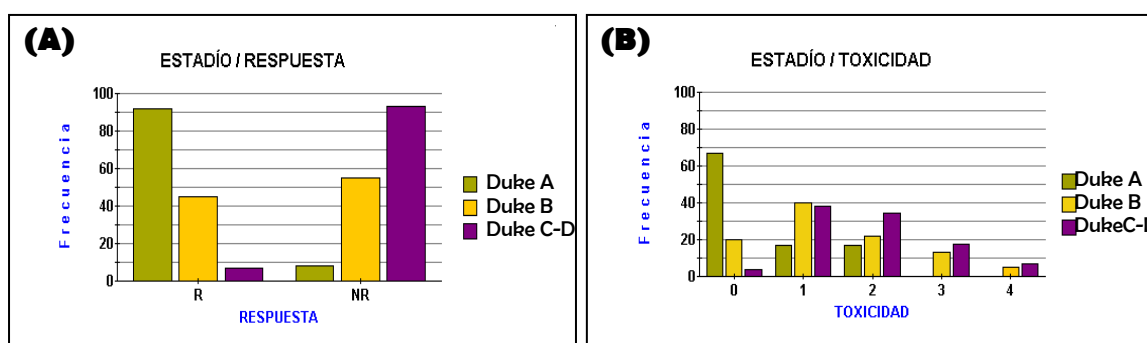 (A)
ESTADÍO / RESPUESTA
Frecuencia
100
80
60
40
20
0
R NR
RESPUESTA
Duke A
Duke B
Duke C-D
(B)
ESTADÍO / TOXICIDAD
Frecuencia
100
80
60
40
20
0
0 1 2 3 4
TOXICIDAD
Duke A
Duke B
DukeC-